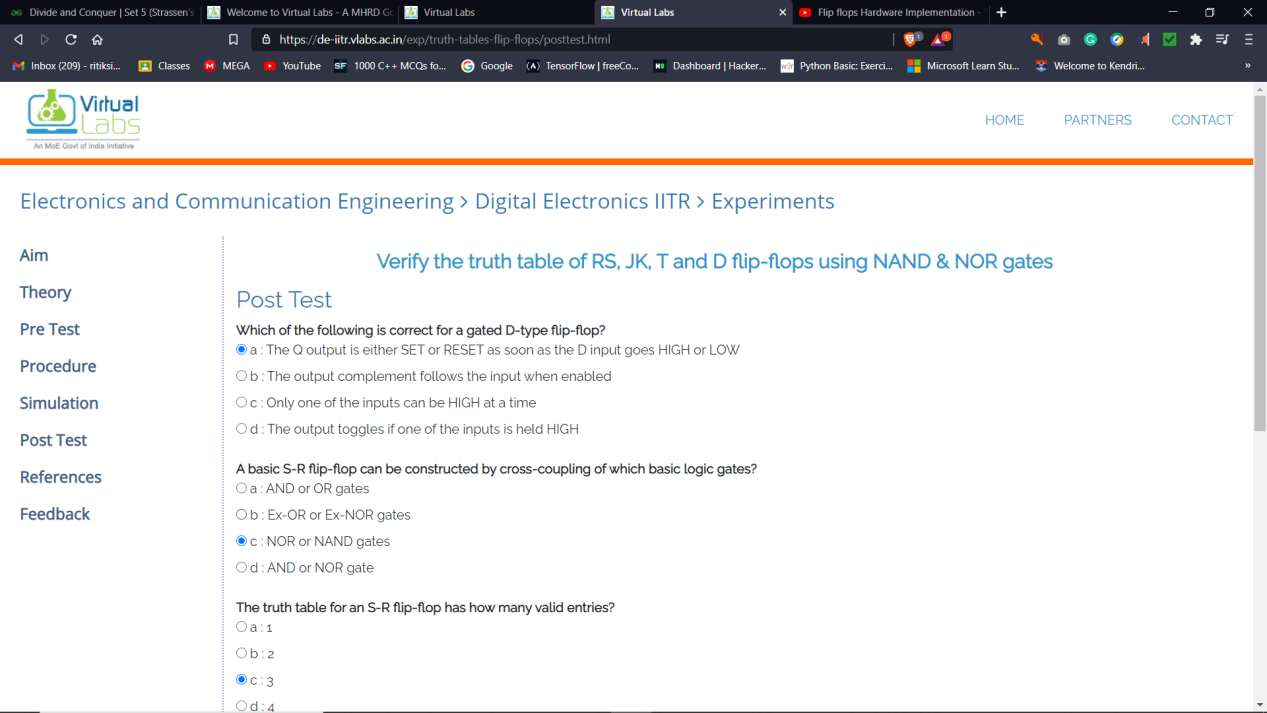 Divide and Conquer | Set 5 (Strassen's
Welcome to Virtual Labs - A MHRD Go
Virtual Labs
Virtual Labs
Flip flops Hardware Implementation -
https://de-iitr.vlabs.ac.in/exp/truth-tables-flip-flops/posttest.html
1
1
Inbox (209) - ritiksi...
Classes
MEGA
YouTube
SF
1000 C++ MCQs fo...
Google
TensorFlow | freeCo...
Dashboard | Hacker...
w3r
Python Basic: Exerci...
Microsoft Learn Stu...
Welcome to Kendri...
»
Virtual
Labs
An MoE Govt of India Initiative
HOME
PARTNERS
CONTACT
Electronics and Communication Engineering > Digital Electronics IITR > Experiments
Aim
Theory
Pre Test
Procedure
Simulation
Post Test
References
Feedback
Verify the truth table of RS, JK, T and D flip-flops using NAND & NOR gates
Post Test
Which of the following is correct for a gated D-type flip-flop?
a : The Q output is either SET or RESET as soon as the D input goes HIGH or LOW
b : The output complement follows the input when enabled
c : Only one of the inputs can be HIGH at a time
d : The output toggles if one of the inputs is held HIGH
A basic S-R flip-flop can be constructed by cross-coupling of which basic logic gates?
a : AND or OR gates
b : Ex-OR or Ex-NOR gates
c : NOR or NAND gates
d : AND or NOR gate
The truth table for an S-R flip-flop has how many valid entries?
a : 1
b : 2
c : 3
d : 4